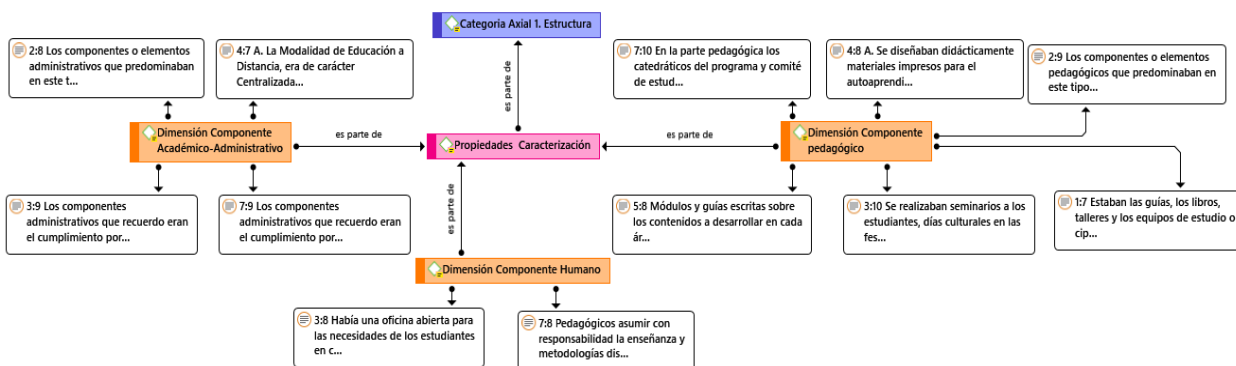 Categoria Axial 1. Estructura
2:8 Los componentes o elementos
administrativos que predominaban
en este t...
4:7 A. La Modalidad de Educación a
Distancia, era de carácter
Centralizada...
7:10 En la parte pedagógica los
catedráticos del programa y comité
de estud...
4:8 A. Se diseñaban didácticamente
materiales impresos para el
autoaprendi...
2:9 Los componentes o elementos
pedagógicos que predominaban en
este tipo...
es parte de
Dimensión Componente
Académico-Administrativo
es parte de
Propiedades Caracterización
es parte de
Dimensión Componente
pedagógico
3:9 Los componentes
administrativos que recuerdo eran
el cumplimiento por...
7:9 Los componentes
administrativos que recuerdo eran
el cumplimiento por...
es parte de
5:8 Módulos y guías escritas sobre
los contenidos a desarrollar en cada
ár...
3:10 Se realizaban seminarios a los
estudiantes, días culturales en las
fes...
1:7 Estaban las guías, los libros,
talleres y los equipos de estudio o
cip...
Dimensión Componente Humano
3:8 Había una oficina abierta para
las necesidades de los estudiantes
en c...
7:8 Pedagógicos asumir con
responsabilidad la enseñanza y
metodologías dis...